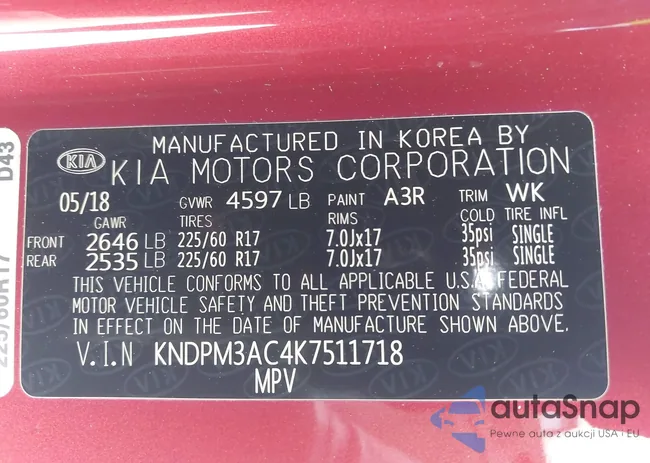 MANUFACTURED IN KOREA BY
KIA KIA MOTORS CORPORATION
05/18 GVWR 4597 LB PAINT A3R TRIM WK
GAWR TIRES RIMS COLD TIRE INFL
FRONT 2646 LB 225/60 R17 7.0Jx17 35psi SINGLE
REAR 2535 LB 225/60 R17 7.0Jx17 35psi SINGLE
THIS VEHICLE CONFORMS TO ALL APPLICABLE U.S.A. FEDERAL
MOTOR VEHICLE SAFETY AND THEFT PREVENTION STANDARDS
IN EFFECT ON THE DATE OF MANUFACTURE SHOWN ABOVE.
V.I.N KNDPM3AC4K7511718
MPV
D43
225/60R17
autoSnap
Pewne auta z aukcji USA i EU